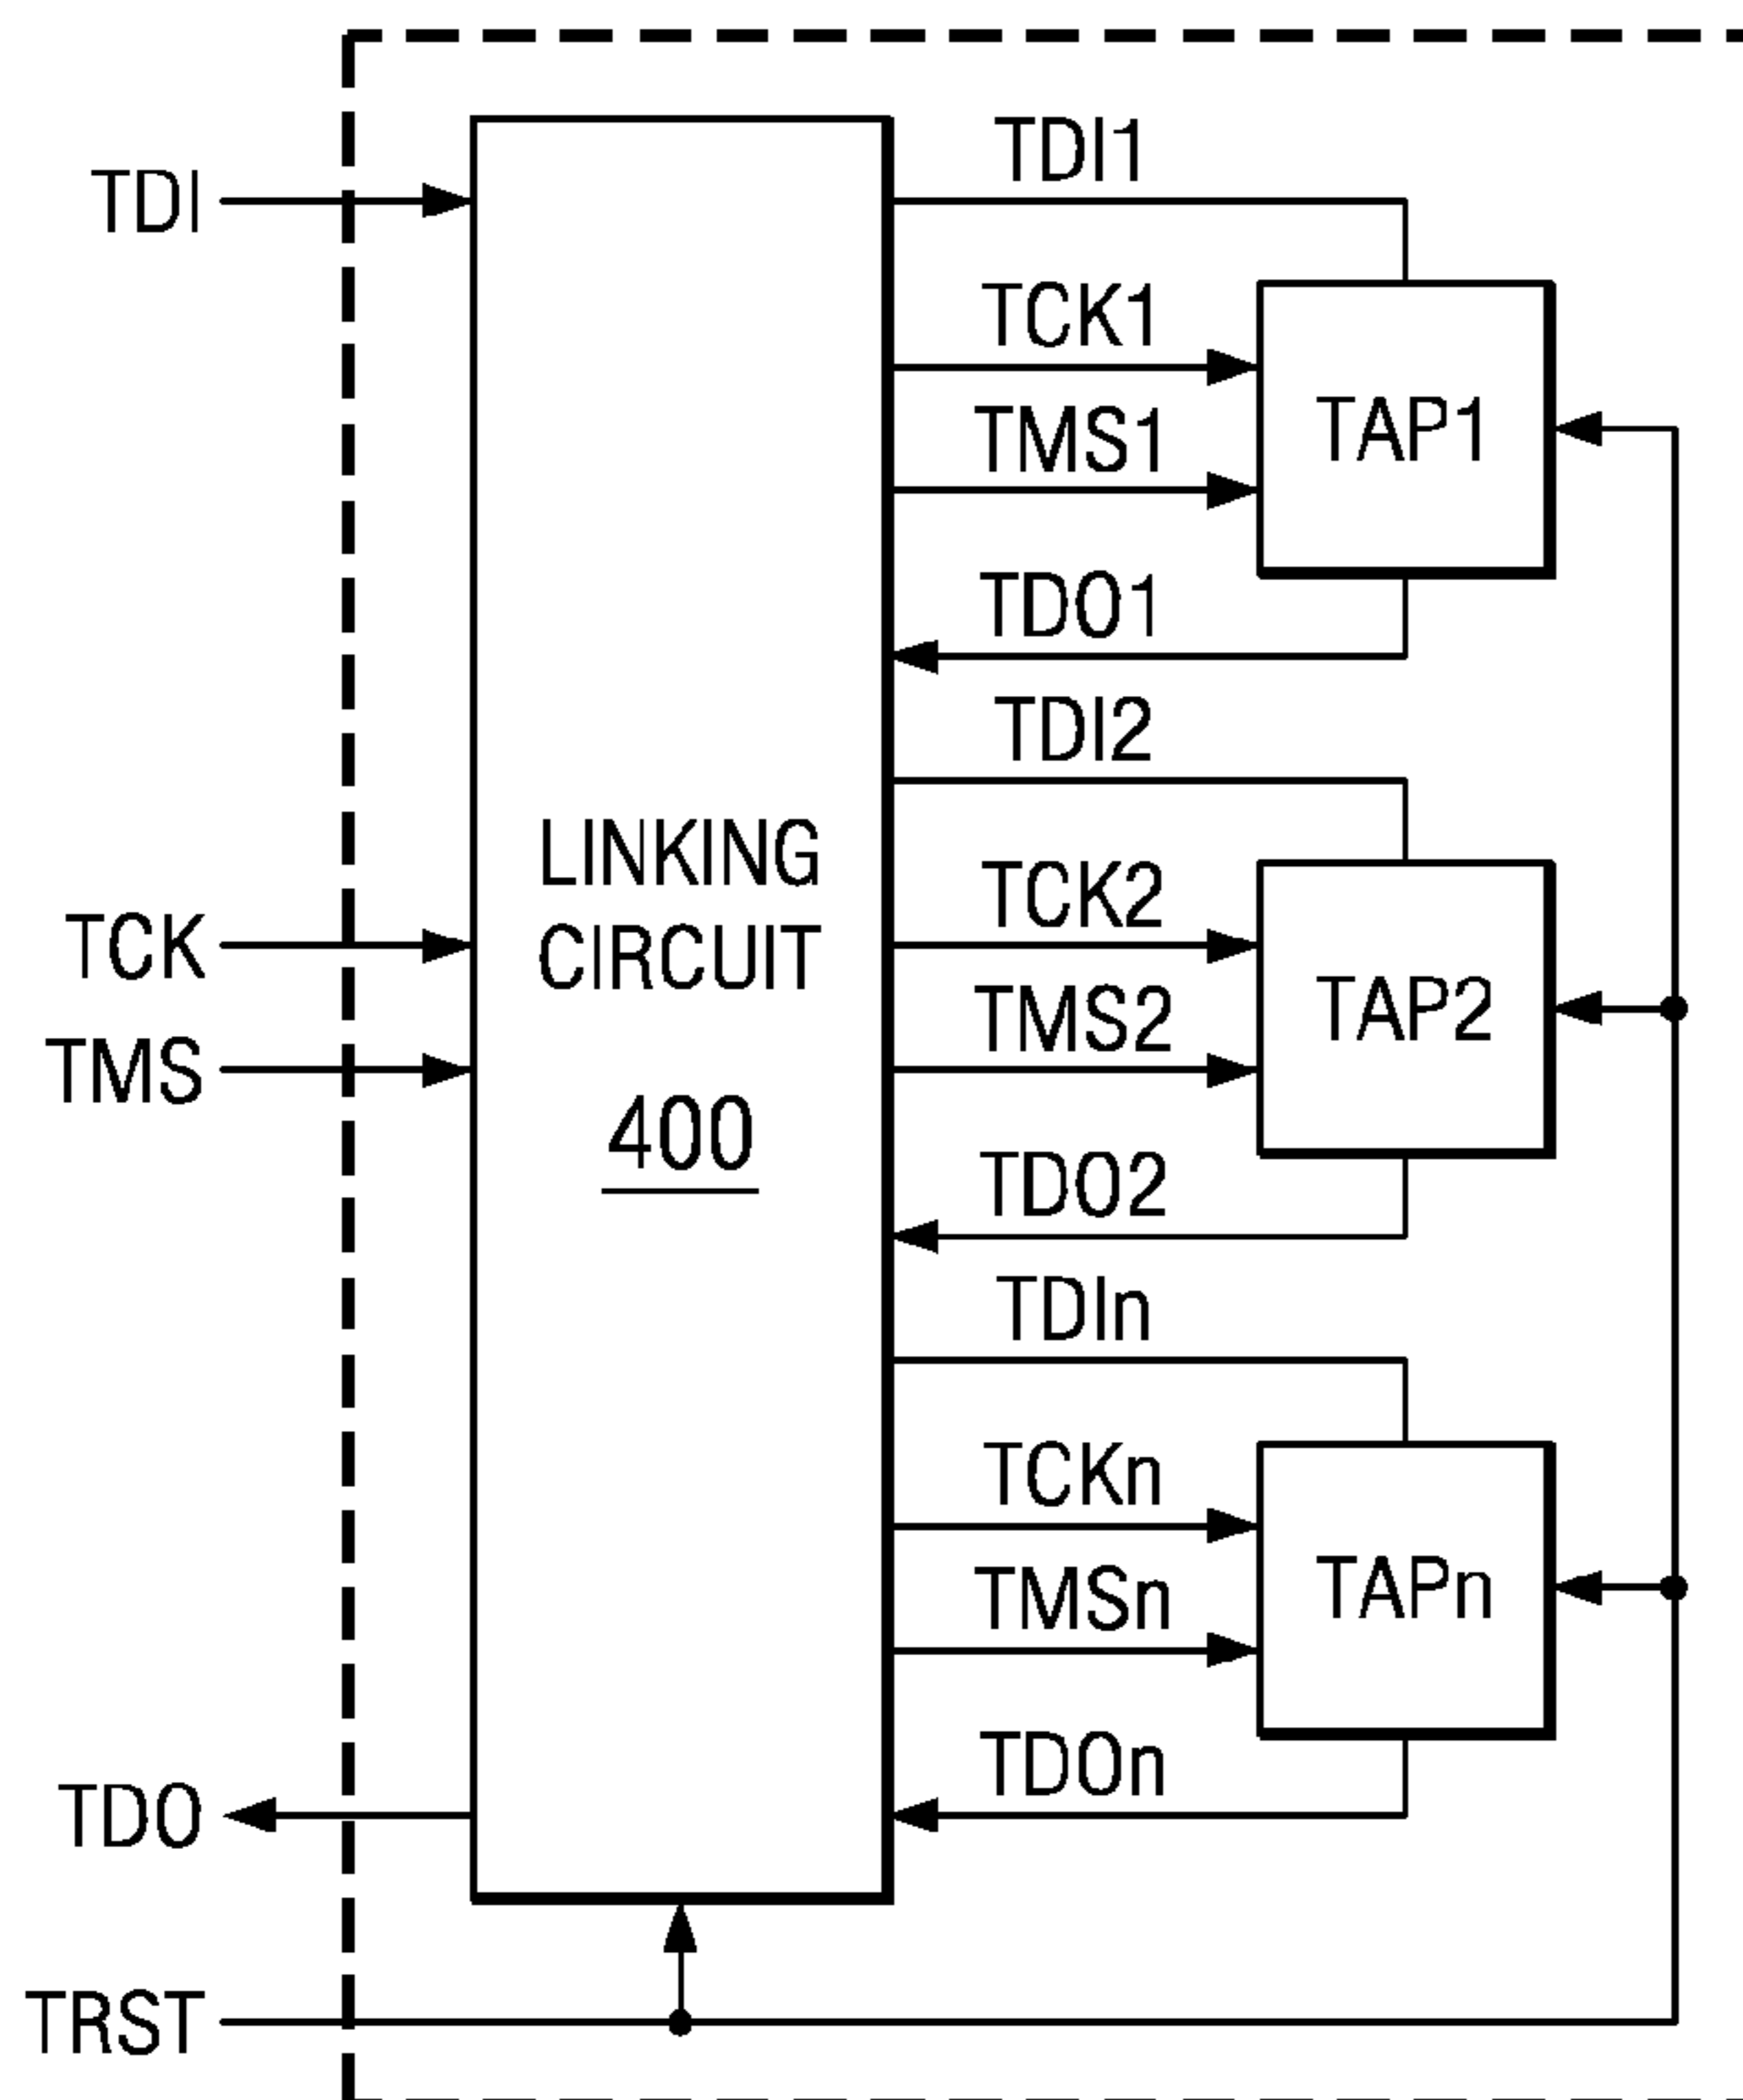 TDI
TCK
TMS
TDO
TRST
LINKING
CIRCUIT
400
TDI1
TCK1
TMS1
TDO1
TAP1
TDI2
TCK2
TMS2
TDO2
TAP2
TDIn
TCKn
TMSn
TDOn
TAPn